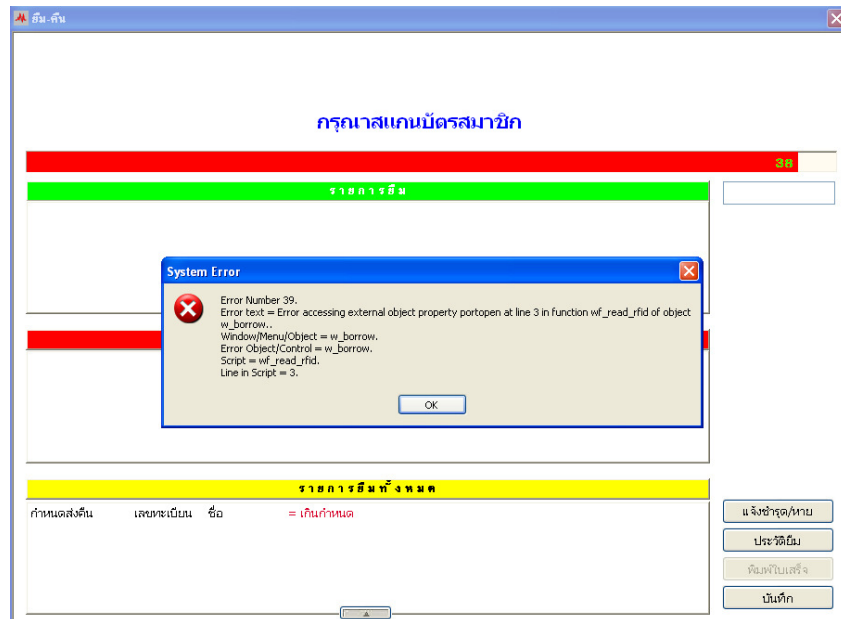 ยืม-คืน
กรุณาสแกนบัตรสมาชิก
38
รายการยืม
System Error
Error Number 39.
Error text = Error accessing external object property portopen at line 3 in function wf_read_rfid of object
w_borrow..
Window/Menu/Object = w_borrow.
Error Object/Control = w_borrow.
Script = wf_read_rfid.
Line in Script = 3.
OK
รายการยืมทั้งหมด
กำหนดส่งคืน เลขทะเบียน ชื่อ = เกินกำหนด
แจ้งชำรุด/หาย
ประวัติยืม
พิมพ์ใบเสร็จ
บันทึก